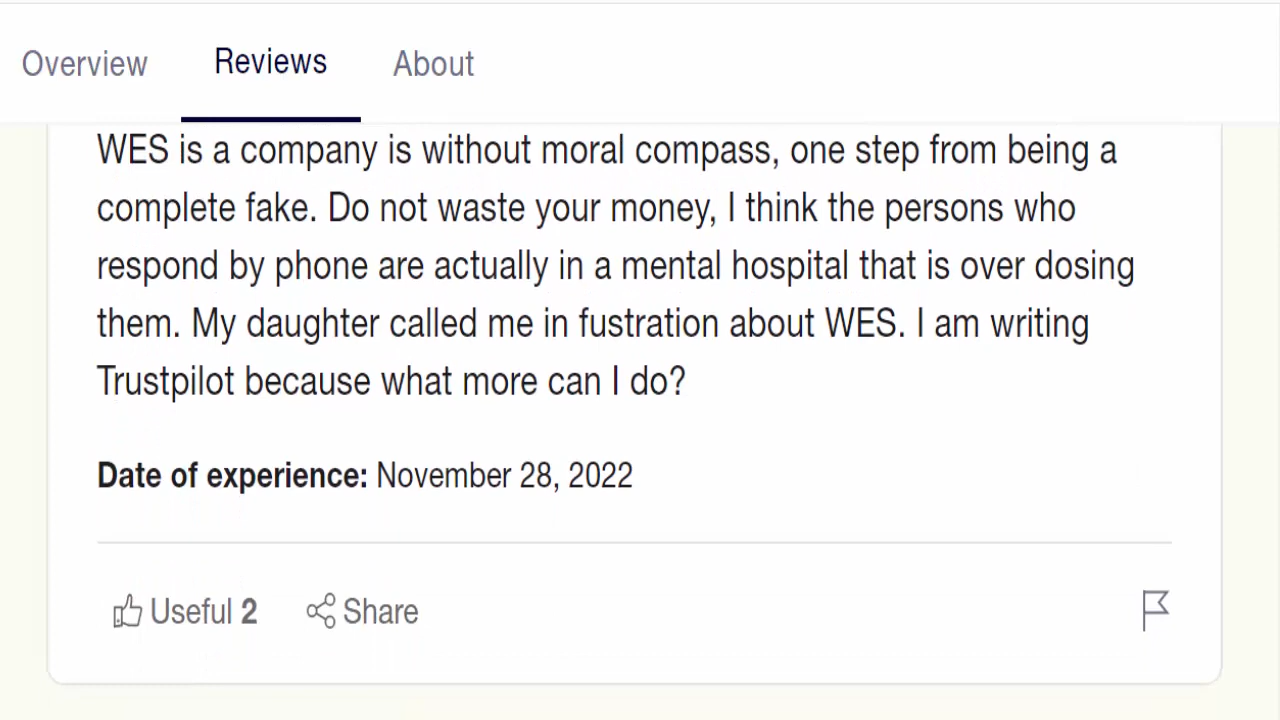 Overview Reviews About
WES is a company is without moral compass, one step from being a
complete fake. Do not waste your money, I think the persons who
respond by phone are actually in a mental hospital that is over dosing
them. My daughter called me in fustration about WES. I am writing
Trustpilot because what more can I do?
Date of experience: November 28, 2022
Useful 2 Share